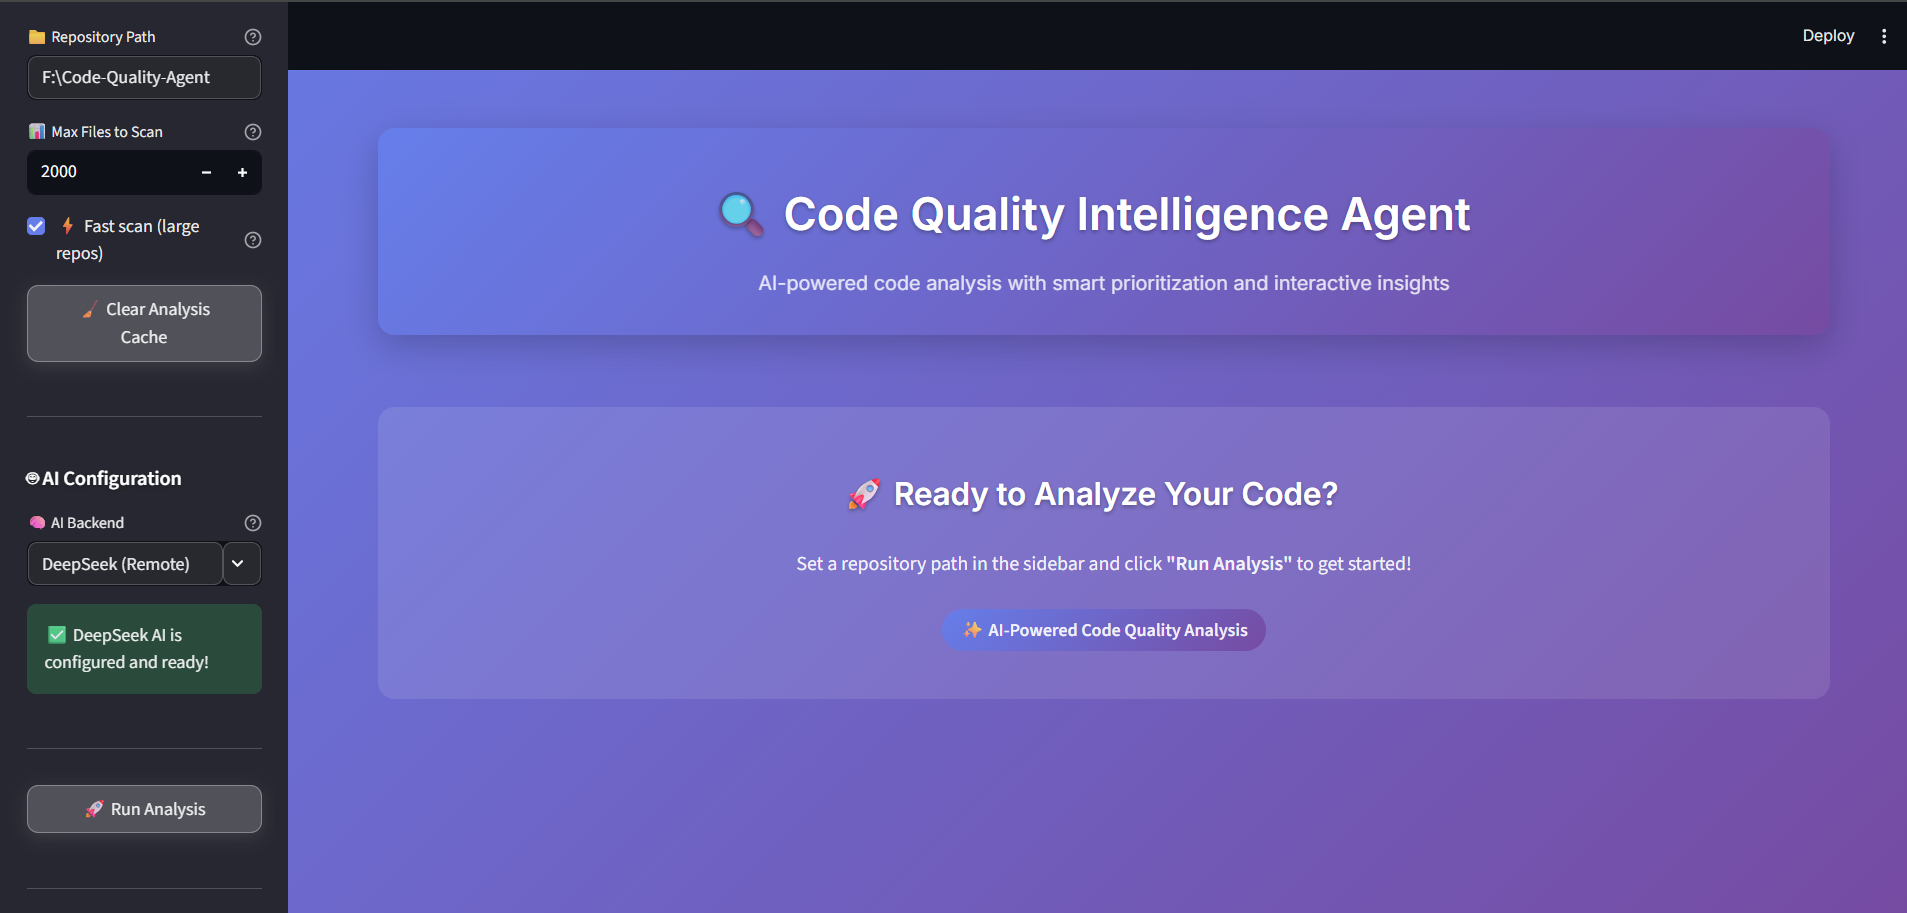 Repository Path
F:\Code-Quality-Agent
Max Files to Scan
2000
Fast scan (large
repos)
Clear Analysis
Cache
AI Configuration
AI Backend
DeepSeek (Remote)
DeepSeek AI is
configured and ready!
Run Analysis
Deploy
Code Quality Intelligence Agent
AI-powered code analysis with smart prioritization and interactive insights
Ready to Analyze Your Code?
Set a repository path in the sidebar and click "Run Analysis" to get started!
AI-Powered Code Quality Analysis